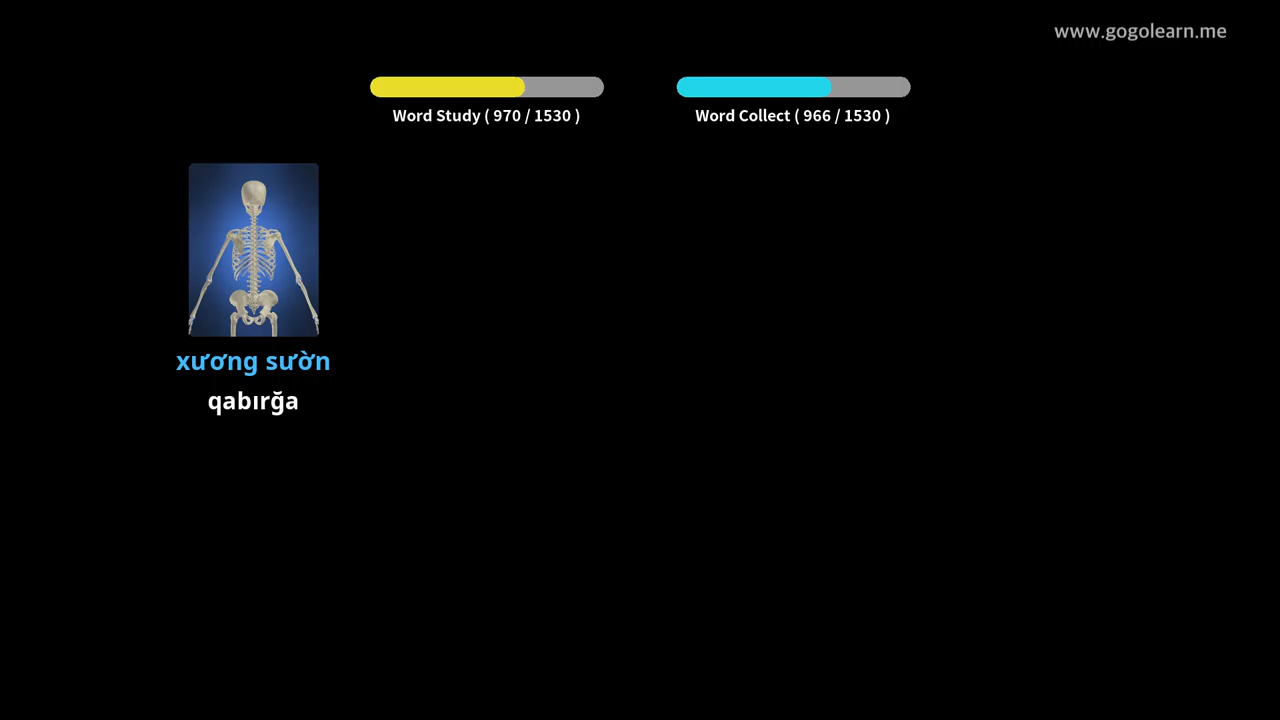 www.gogolearn.me
Word Study ( 970 / 1530 )
Word Collect ( 966 / 1530 )
xương sườn
qabırğa